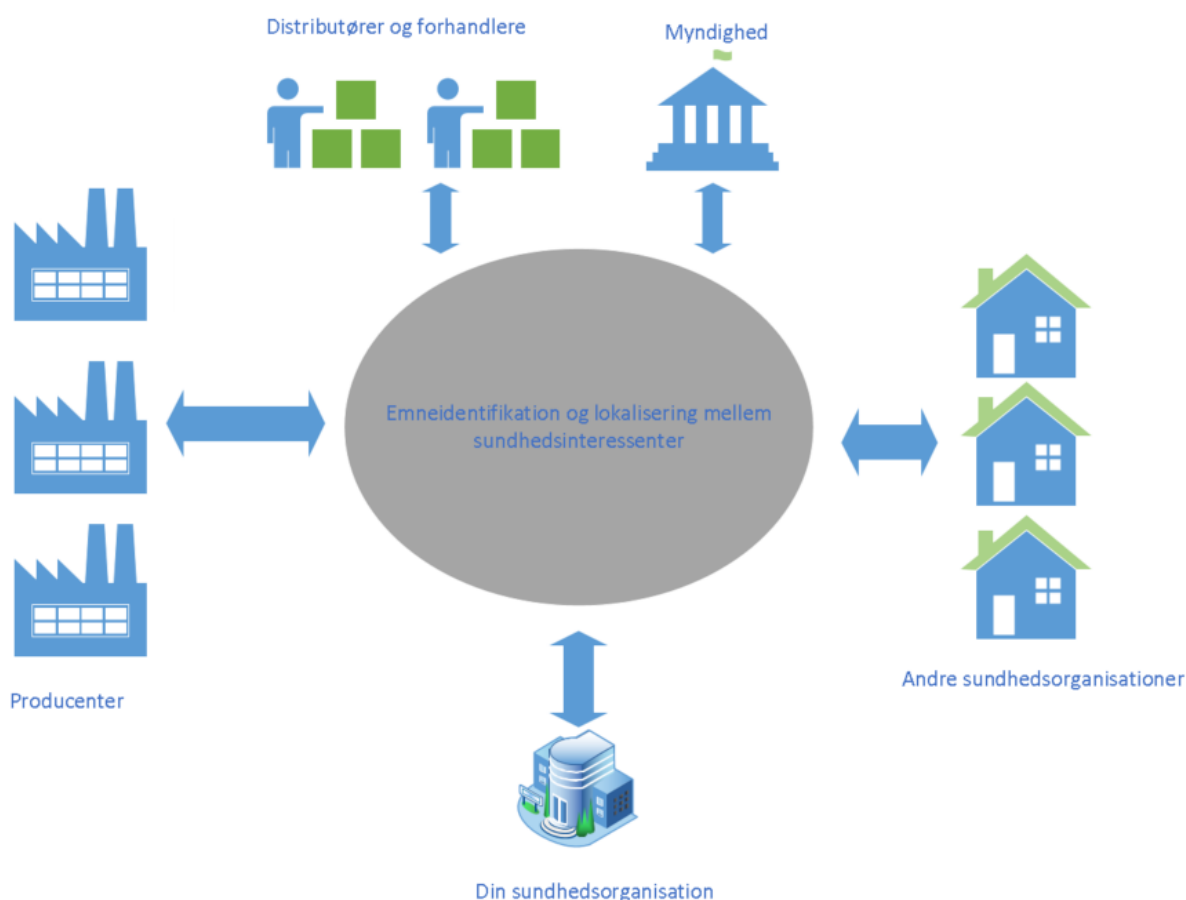 Distributører og forhandlere
Myndighed
Emneidentifikation og lokalisering mellem
sundhedsinteressenter
Producenter
Andre sundhedsorganisationer
Din sundhedsorganisation